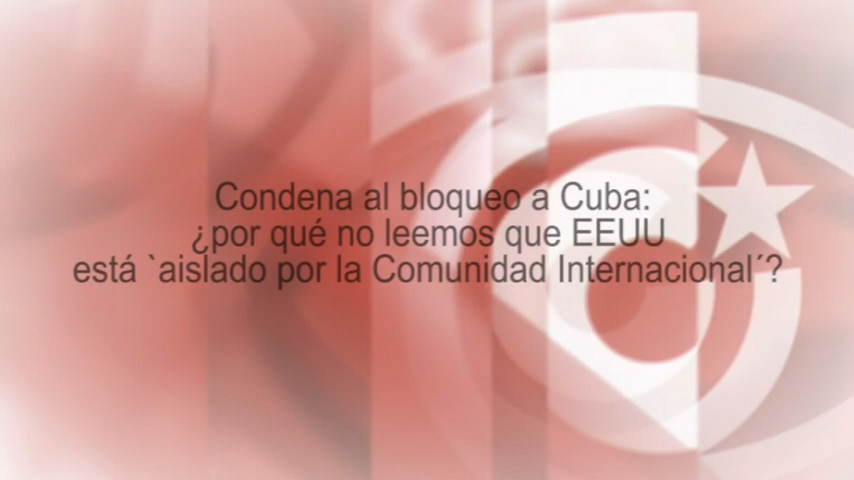 Condena al bloqueo a Cuba:
¿por qué no leemos que EEUU
está `aislado por la Comunidad Internacional´?